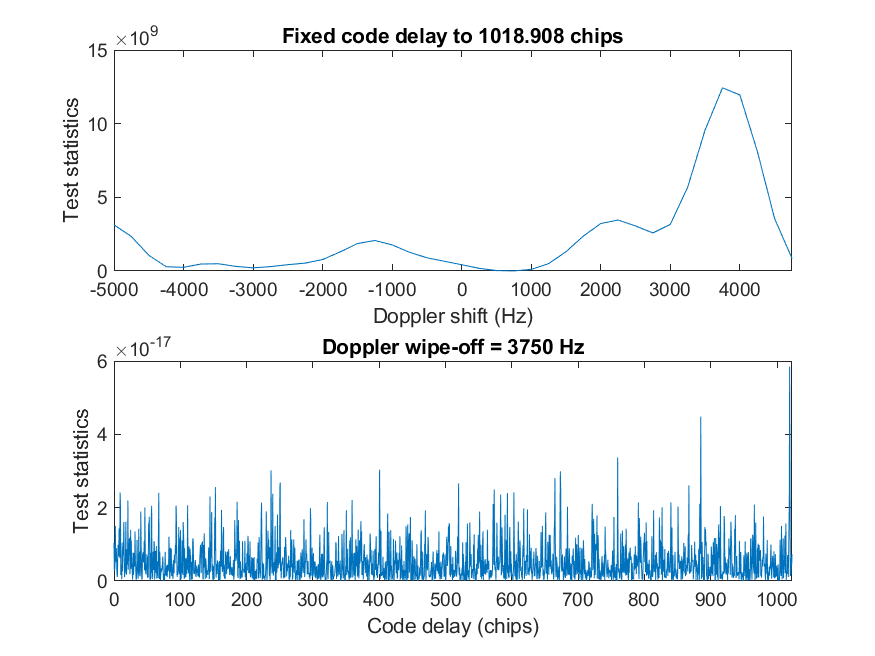 Fixed code delay to 1018.908 chips
×10⁹
15
10
5
0
Test statistics
-5000 -4000 -3000 -2000 -1000 0 1000 2000 3000 4000
Doppler shift (Hz)
Doppler wipe-off = 3750 Hz
×10⁻¹⁷
6
4
2
0
Test statistics
0 100 200 300 400 500 600 700 800 900 1000
Code delay (chips)